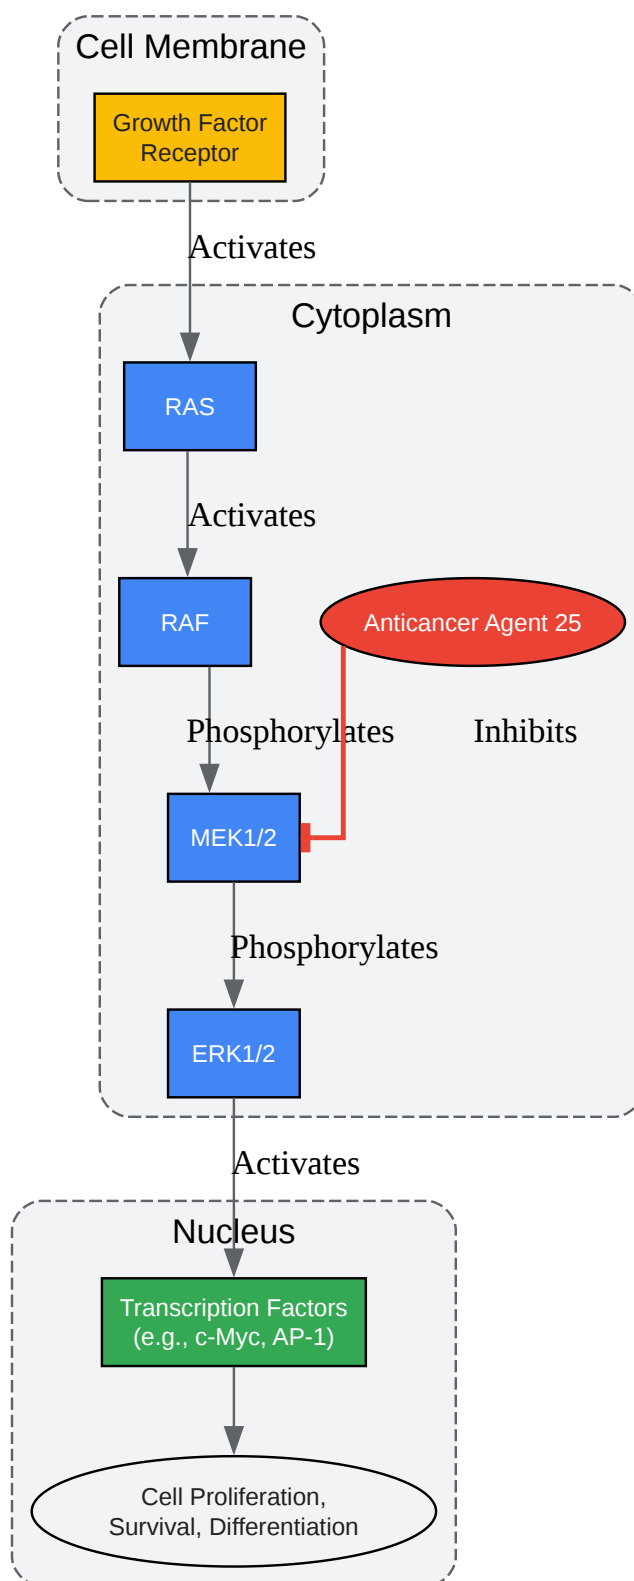 Cell Membrane
Growth Factor
Receptor
Activates
Cytoplasm
RAS
Activates
RAF
Anticancer Agent 25
Phosphorylates
Inhibits
MEK1/2
Phosphorylates
ERK1/2
Activates
Nucleus
Transcription Factors
(e.g., c-Myc, AP-1)
Cell Proliferation,
Survival, Differentiation